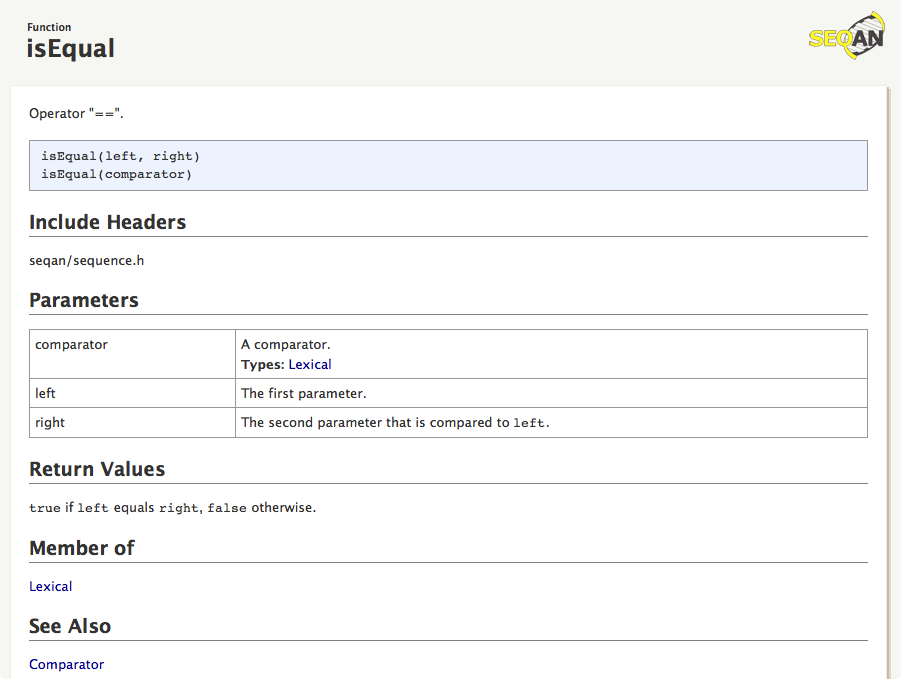 Function
isEqual
SEQAN
Operator "==".
isEqual(left, right)
isEqual(comparator)
Include Headers
seqan/sequence.h
Parameters
comparator
A comparator.
Types: Lexical
left
The first parameter.
right
The second parameter that is compared to left.
Return Values
true if left equals right, false otherwise.
Member of
Lexical
See Also
Comparator